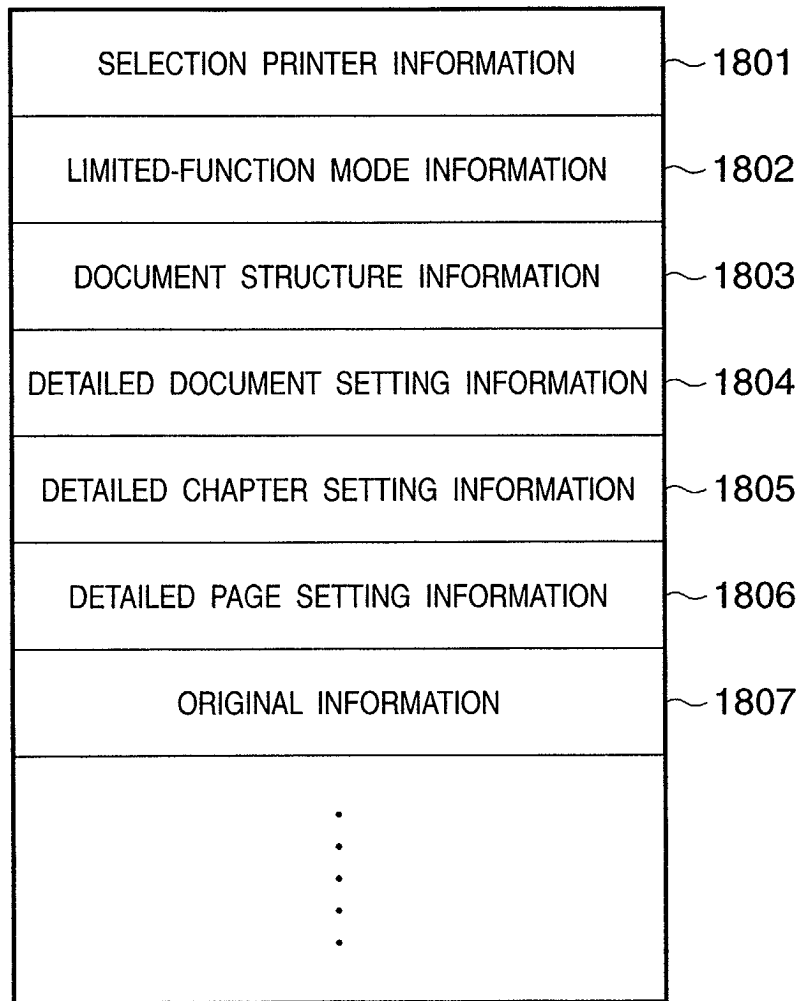 SELECTION PRINTER INFORMATION 1801
LIMITED-FUNCTION MODE INFORMATION 1802
DOCUMENT STRUCTURE INFORMATION 1803
DETAILED DOCUMENT SETTING INFORMATION 1804
DETAILED CHAPTER SETTING INFORMATION 1805
DETAILED PAGE SETTING INFORMATION 1806
ORIGINAL INFORMATION 1807